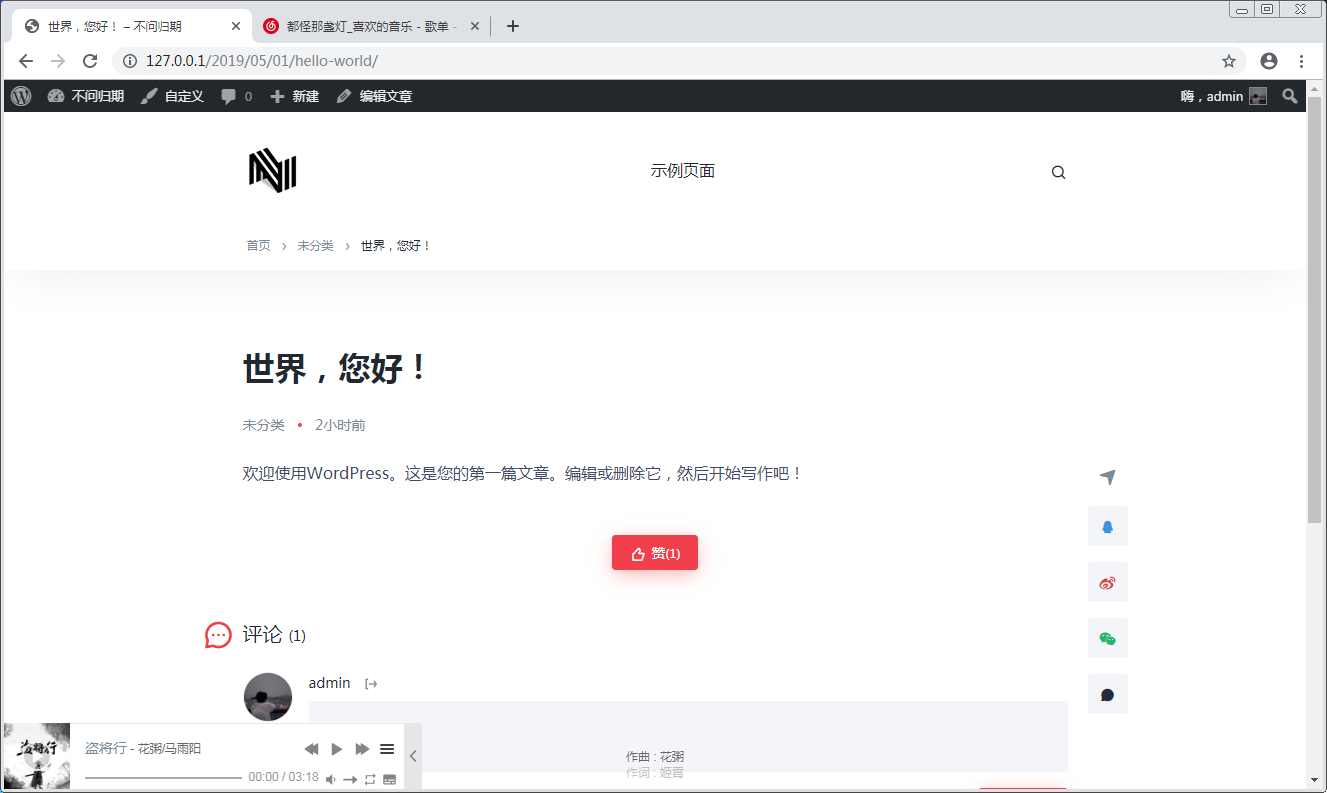 世界，您好！ – 不问归期
都怪那盏灯_喜欢的音乐 - 歌单 -
127.0.0.1/2019/05/01/hello-world/
不问归期 自定义 0 新建 编辑文章 嗨，admin
示例页面
首页 › 未分类 › 世界，您好！
世界，您好！
未分类 • 2小时前
欢迎使用WordPress。这是您的第一篇文章。编辑或删除它，然后开始写作吧！
赞(1)
评论 (1)
admin
盗将行
盗将行 - 花粥/马雨阳
00:00 / 03:18
作曲 : 花粥
作词 : 姬霄